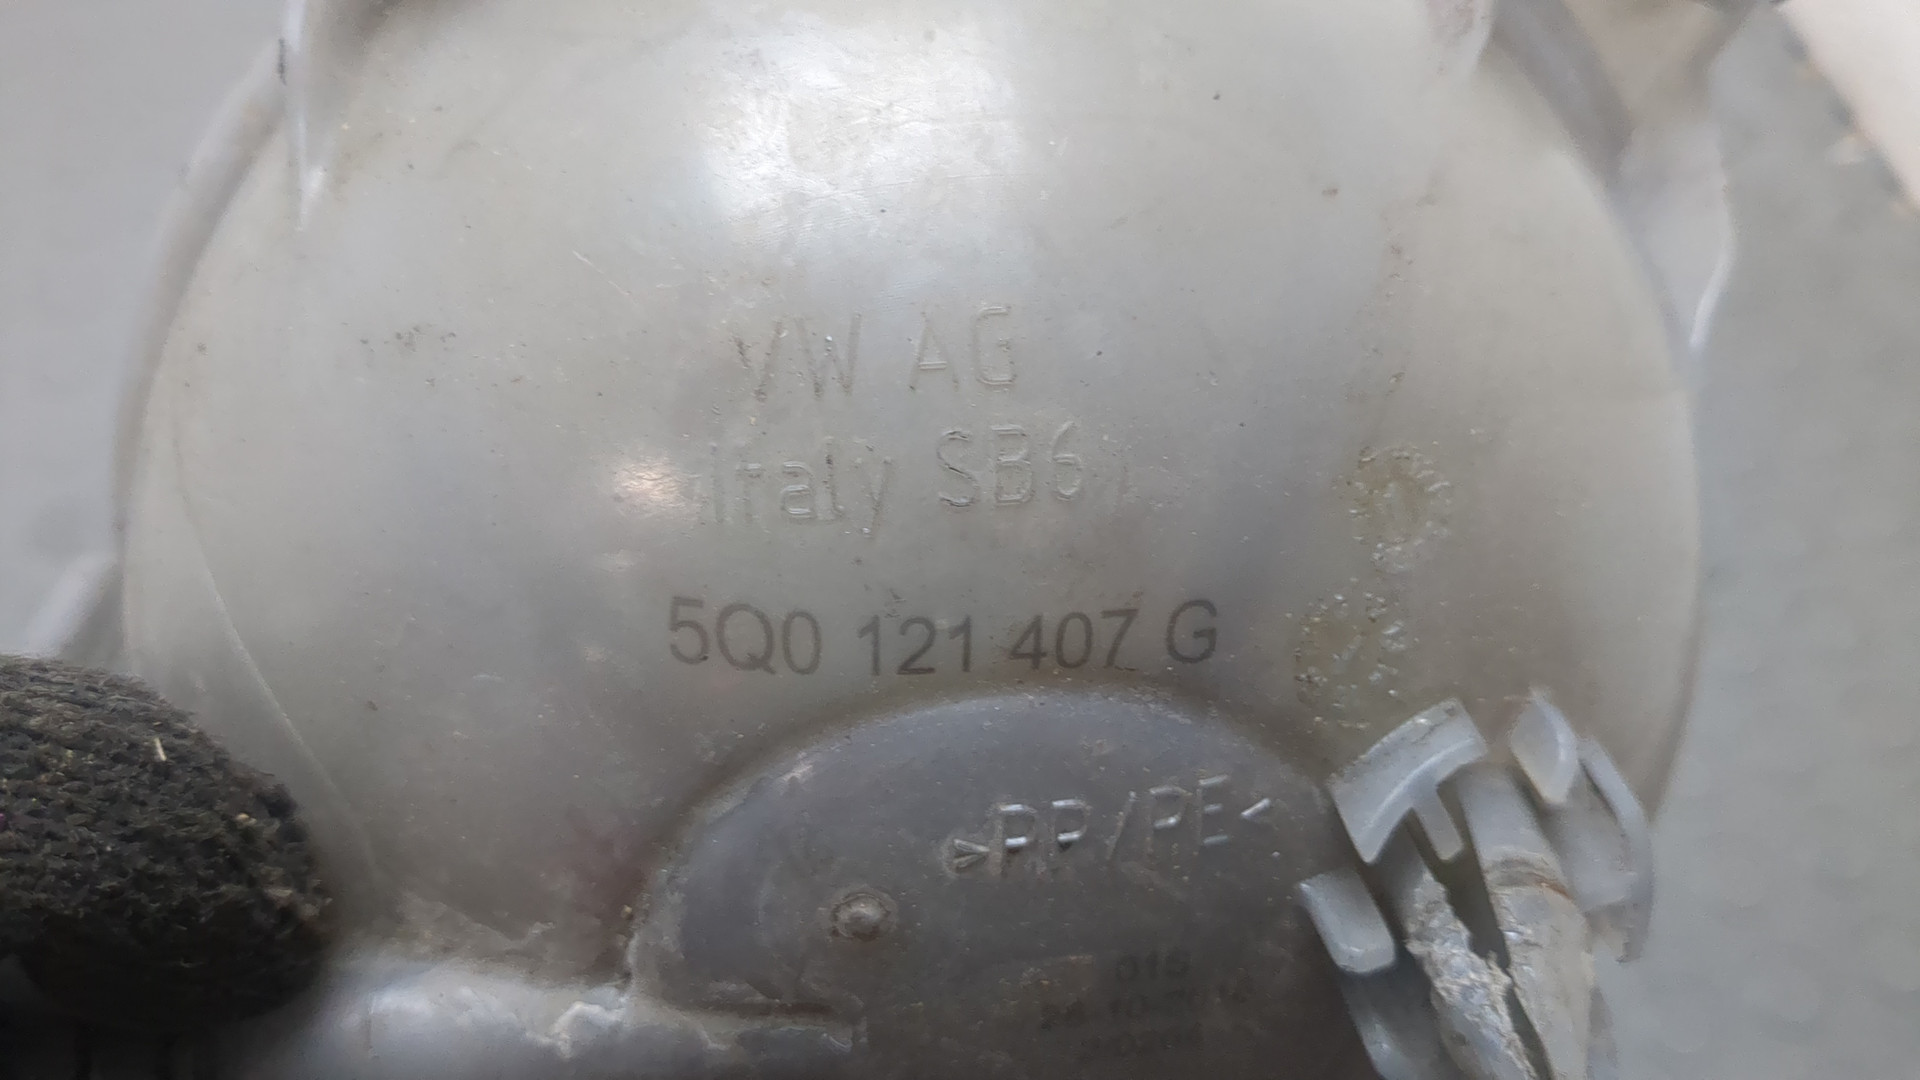 VW AG
Italy SB6
5Q0 121 407 G
>PP/PE<